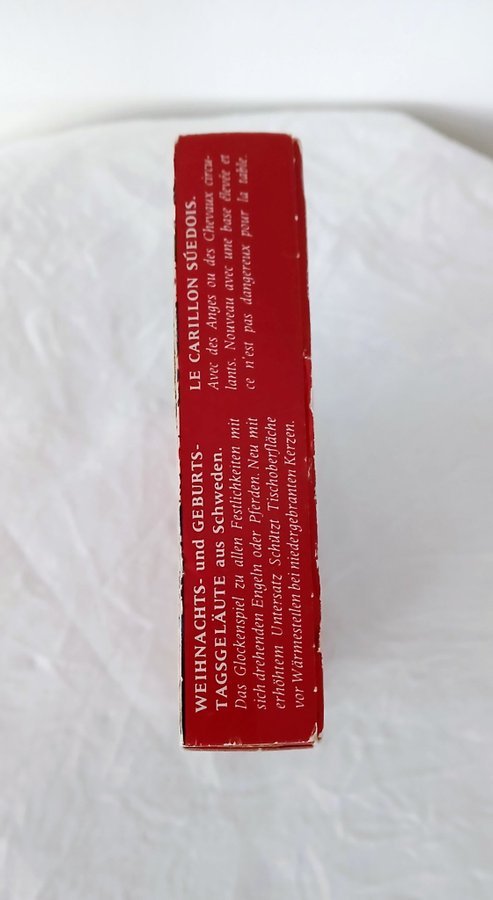 WEIHNACHTS- und GEBURTS-
TAGSGELÄUTE aus Schweden.
Das Glockenspiel zu allen Festlichkeiten mit
sich drehenden Engeln oder Pferden. Neu mit
erhöhtem Untersatz Schützt Tischoberfläche
vor Wärmestellen bei niedergebranten Kerzen.
LE CARILLON SÚEDOIS.
Avec des Anges ou des Chevaux circu-
lants. Nouveau avec une base élevée et
ce n'est pas dangereux pour la table.